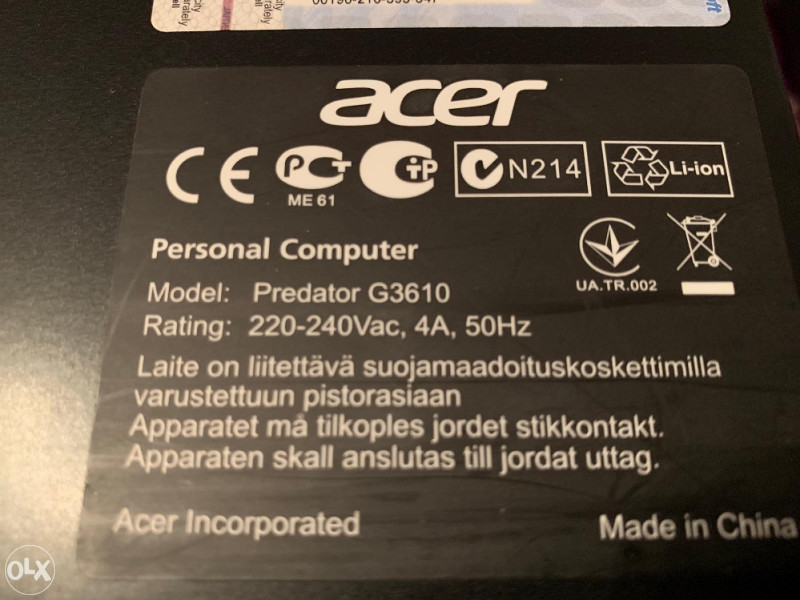 acer
CE
ME 61
N214
Li-ion
UA.TR.002
Personal Computer
Model: Predator G3610
Rating: 220-240Vac, 4A, 50Hz
Laite on liitettävä suojamaadoituskoskettimilla
varustettuun pistorasiaan
Apparatet må tilkoples jordet stikkontakt.
Apparaten skall anslutas till jordat uttag.
Acer Incorporated
Made in China
OLX